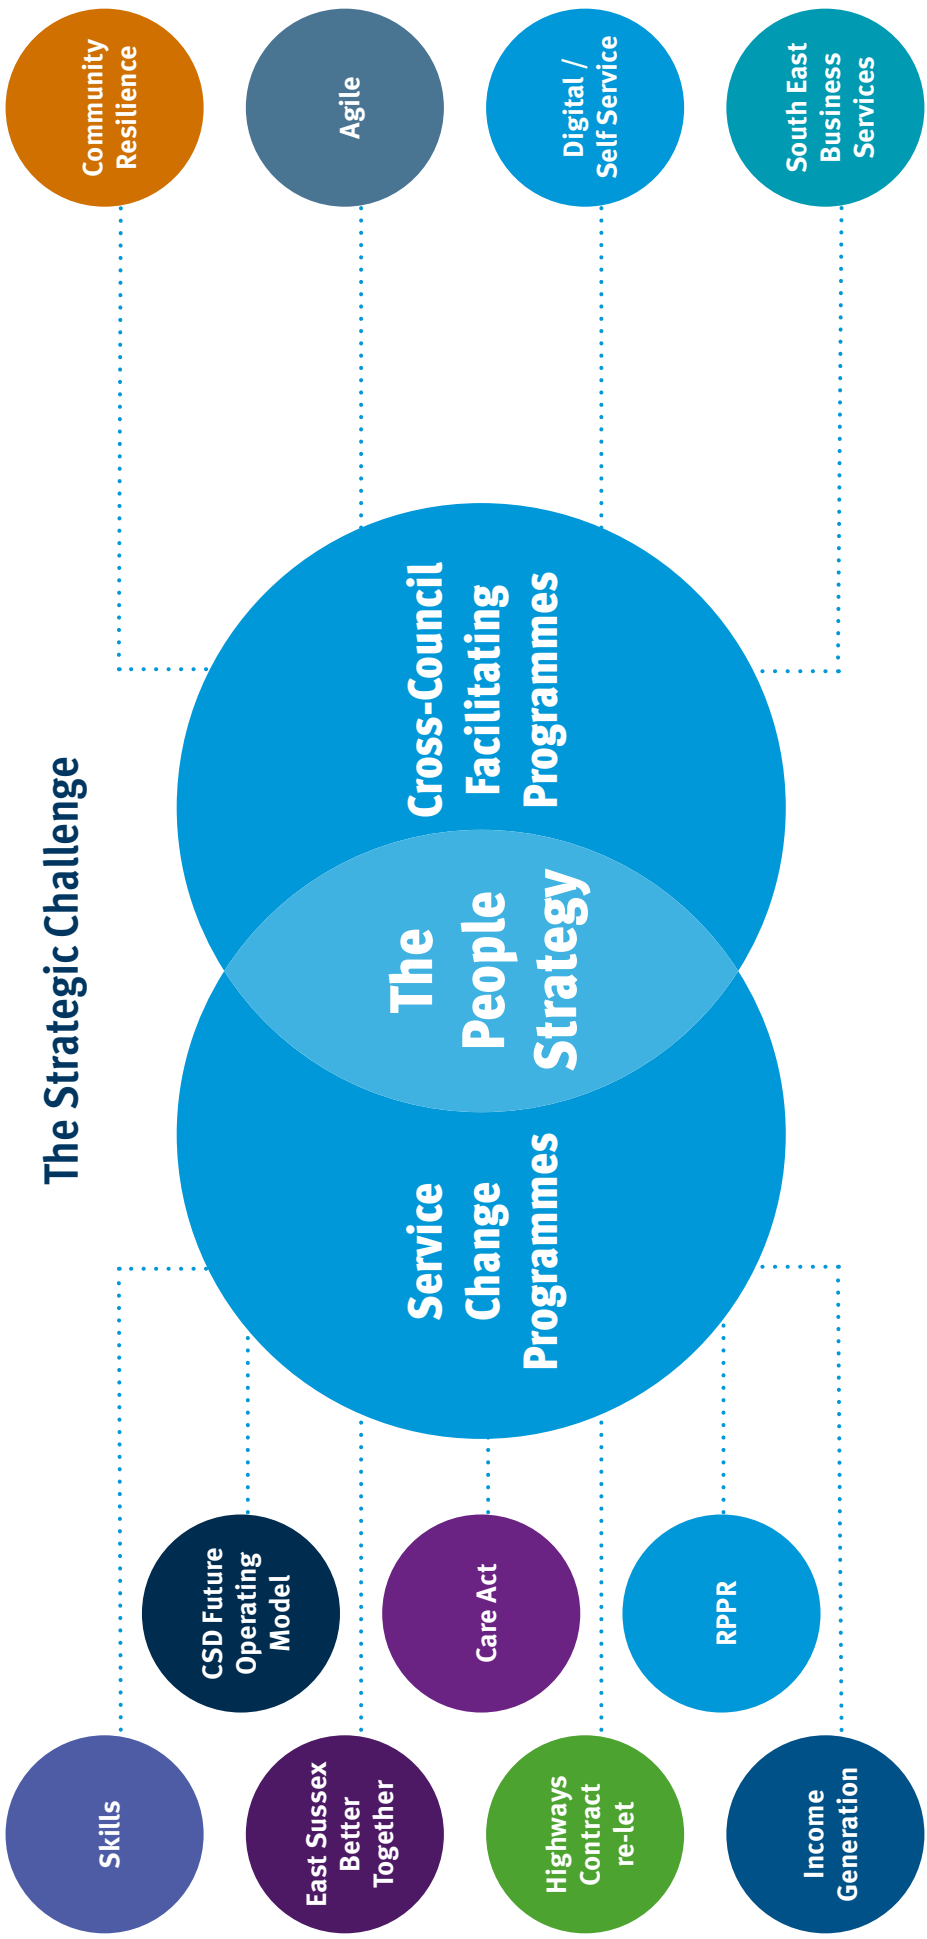 The Strategic Challenge
Skills
CSD Future
Operating
Model
East Sussex
Better
Together
Care Act
Highways
Contract
re-let
RPPR
Income
Generation
Service
Change
Programmes
The
People
Strategy
Cross-Council
Facilitating
Programmes
Community
Resilience
Agile
Digital /
Self Service
South East
Business
Services